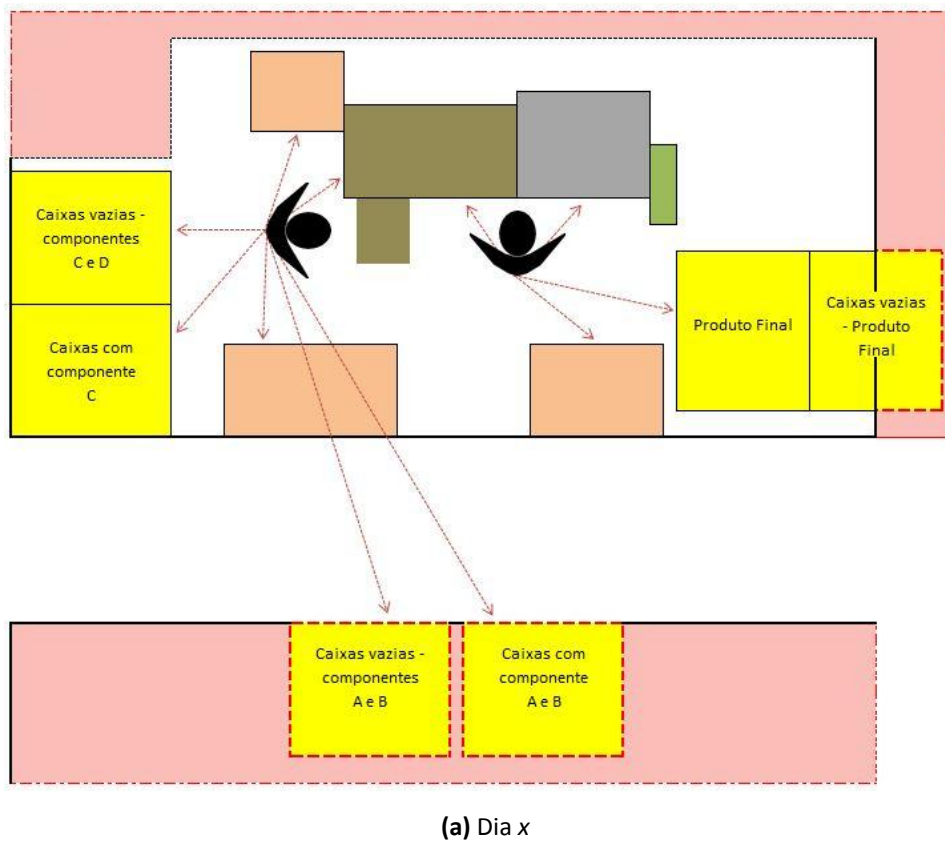 Caixas vazias -
componentes
C e D
Caixas com
componente
C
Produto Final
Caixas vazias
- Produto
Final
Caixas vazias -
componentes
A e B
Caixas com
componente
A e B
(a) Dia x